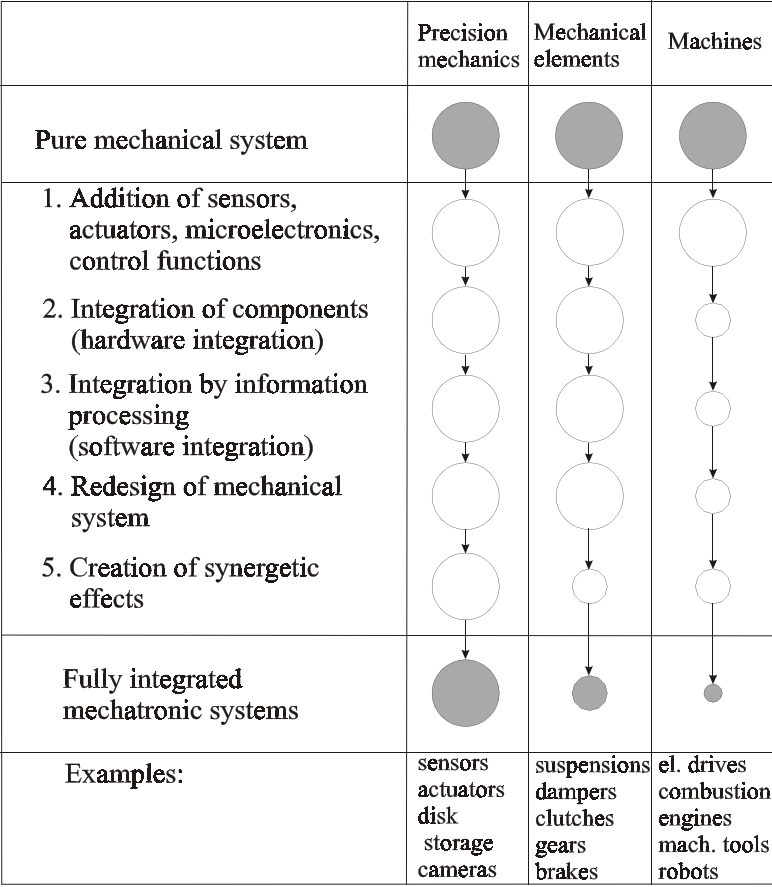 Precision
mechanics
Mechanical
elements
Machines
Pure mechanical system
1. Addition of sensors,
actuators, microelectronics,
control functions
2. Integration of components
(hardware integration)
3. Integration by information
processing
(software integration)
4. Redesign of mechanical
system
5. Creation of synergetic
effects
Fully integrated
mechatronic systems
Examples:
sensors
actuators
disk
storage
cameras
suspensions
dampers
clutches
gears
brakes
el. drives
combustion
engines
mach. tools
robots